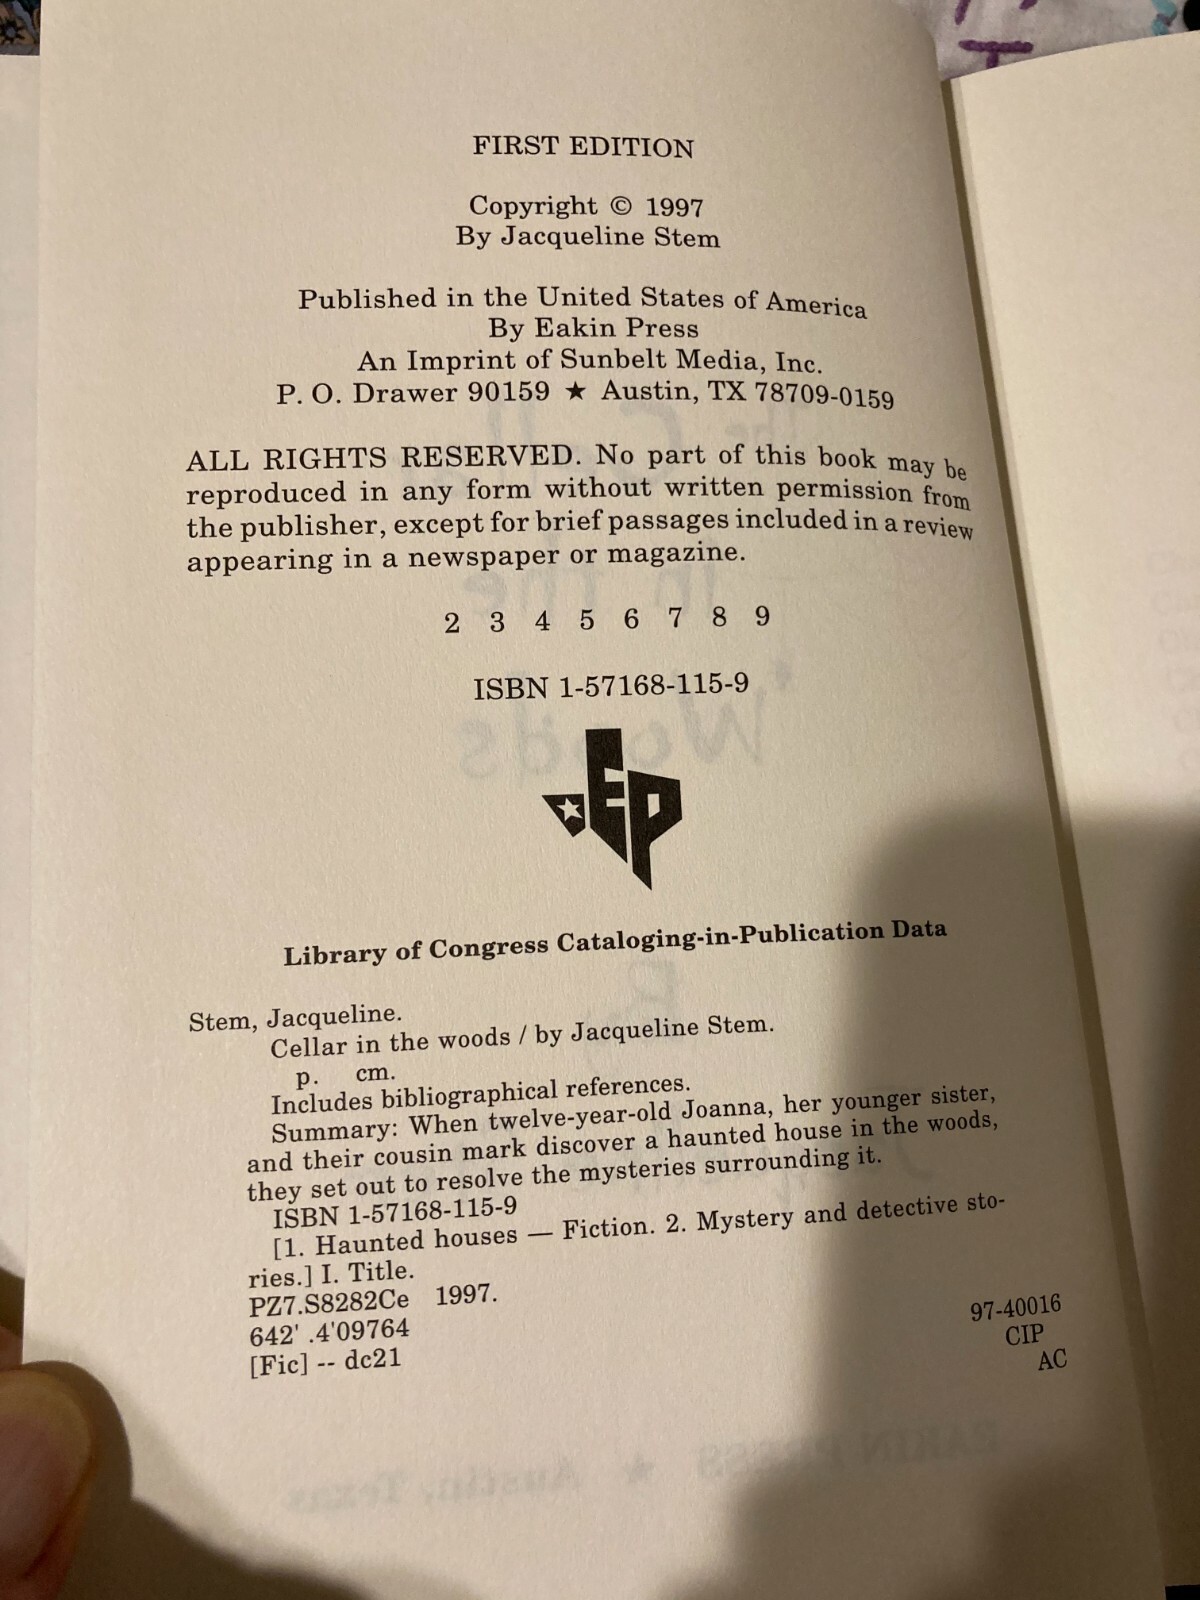 FIRST EDITION
Copyright © 1997
By Jacqueline Stem
Published in the United States of America
By Eakin Press
An Imprint of Sunbelt Media, Inc.
P. O. Drawer 90159 ★ Austin, TX 78709-0159
ALL RIGHTS RESERVED. No part of this book may be
reproduced in any form without written permission from
the publisher, except for brief passages included in a review
appearing in a newspaper or magazine.
2 3 4 5 6 7 8 9
ISBN 1-57168-115-9
EP
Library of Congress Cataloging-in-Publication Data
Stem, Jacqueline.
Cellar in the woods / by Jacqueline Stem.
p. cm.
Includes bibliographical references.
Summary: When twelve-year-old Joanna, her younger sister,
and their cousin mark discover a haunted house in the woods,
they set out to resolve the mysteries surrounding it.
ISBN 1-57168-115-9
[1. Haunted houses — Fiction. 2. Mystery and detective sto-
ries.] I. Title.
PZ7.S8282Ce 1997.
642' .4'09764
[Fic] -- dc21
97-40016
CIP
AC